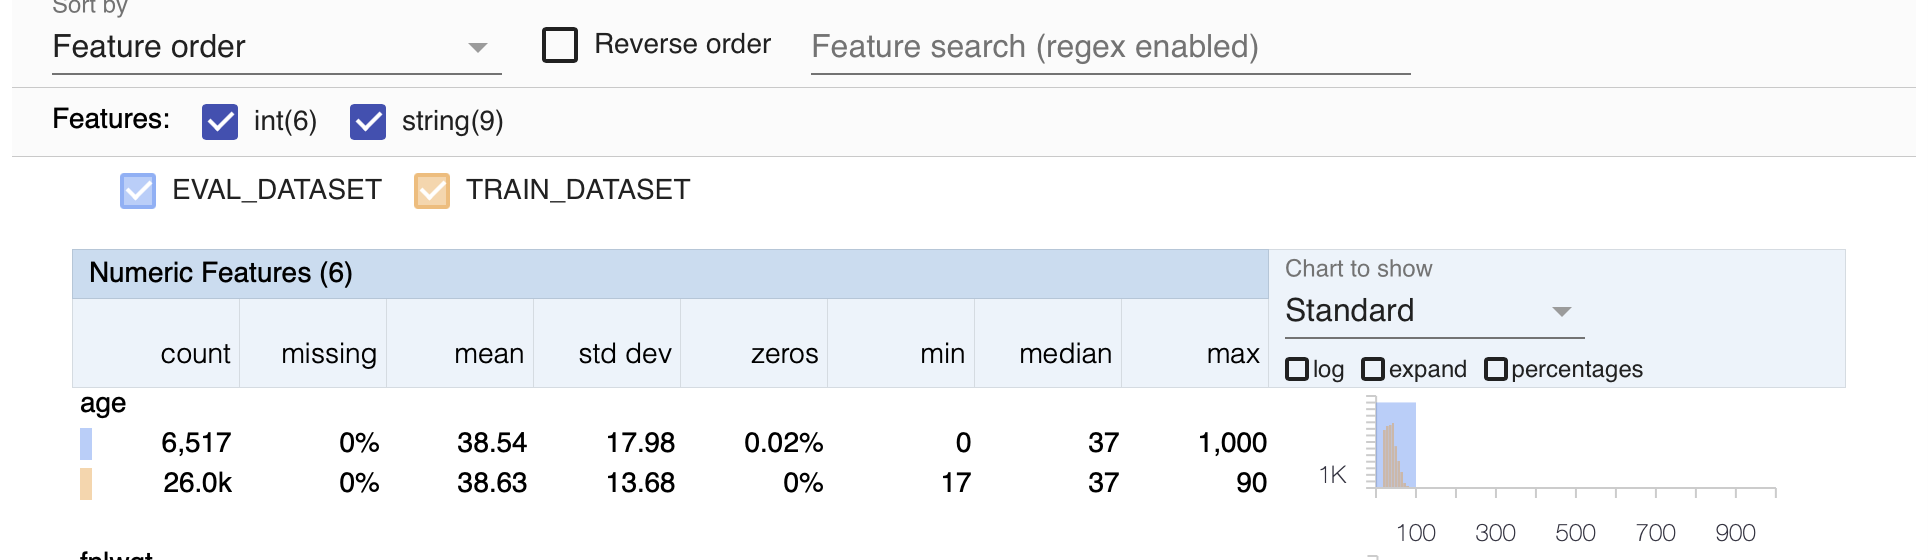 Sort by
Feature order
Reverse order
Feature search (regex enabled)
Features: int(6) string(9)
EVAL_DATASET TRAIN_DATASET
Numeric Features (6)
Chart to show
Standard
count missing mean std dev zeros min median max
log expand percentages
age
6,517 0% 38.54 17.98 0.02% 0 37 1,000
26.0k 0% 38.63 13.68 0% 17 37 90
1K
100 300 500 700 900
fnlwgt